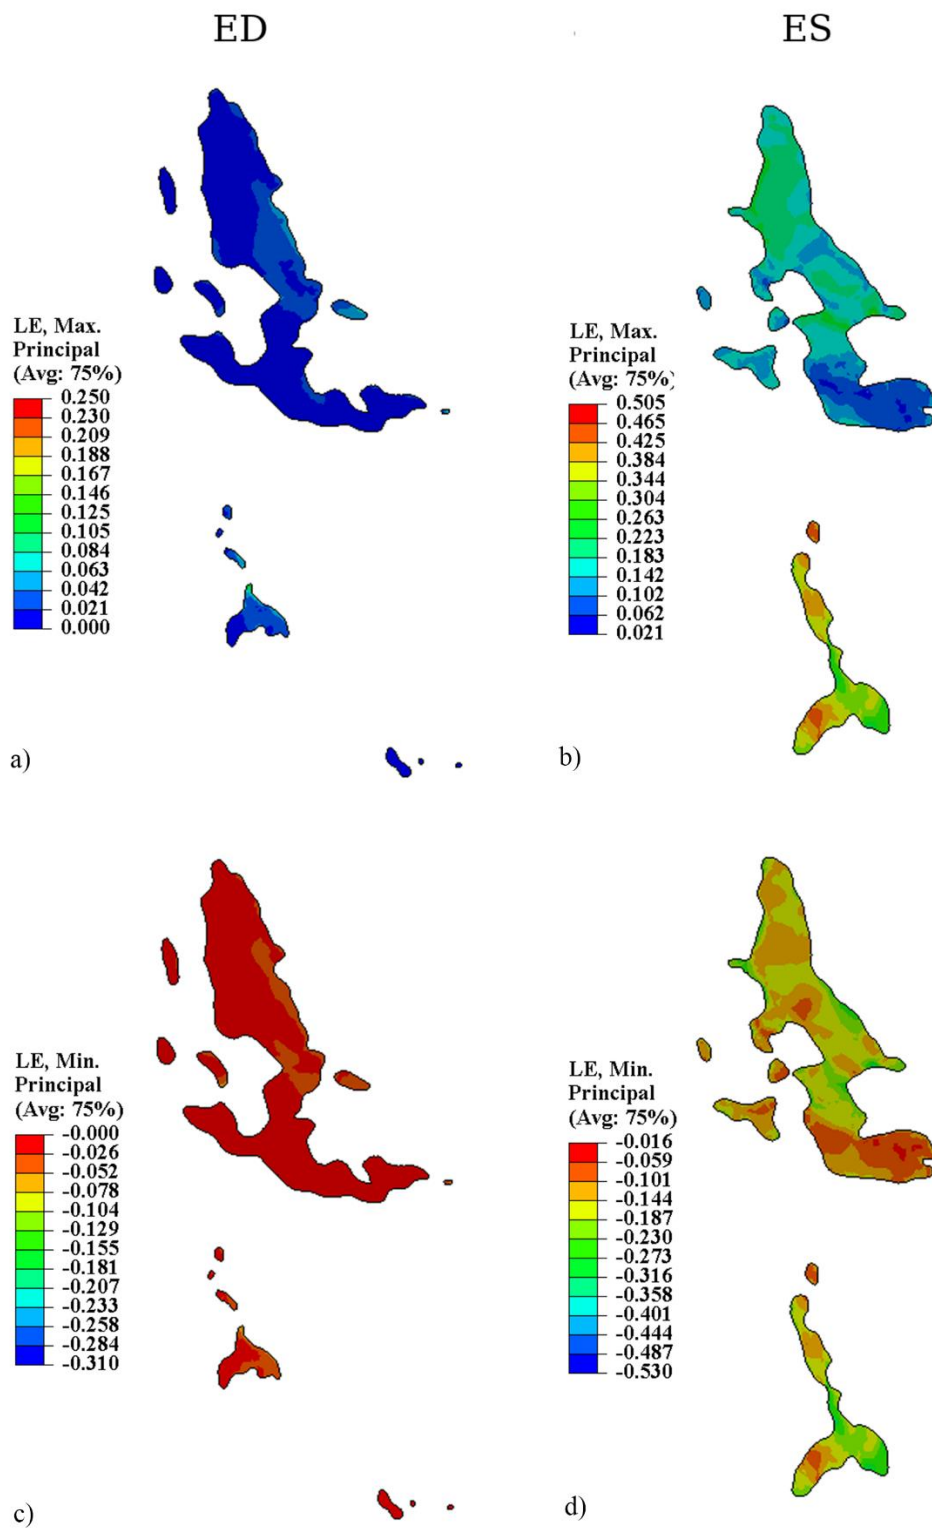 ED
ES
LE, Max.
Principal
(Avg: 75%)
0.250
0.230
0.209
0.188
0.167
0.146
0.125
0.105
0.084
0.063
0.042
0.021
0.000
a)
LE, Max.
Principal
(Avg: 75%)
0.505
0.465
0.425
0.384
0.344
0.304
0.263
0.223
0.183
0.142
0.102
0.062
0.021
b)
LE, Min.
Principal
(Avg: 75%)
-0.000
-0.026
-0.052
-0.078
-0.104
-0.129
-0.155
-0.181
-0.207
-0.233
-0.258
-0.284
-0.310
c)
LE, Min.
Principal
(Avg: 75%)
-0.016
-0.059
-0.101
-0.144
-0.187
-0.230
-0.273
-0.316
-0.358
-0.401
-0.444
-0.487
-0.530
d)